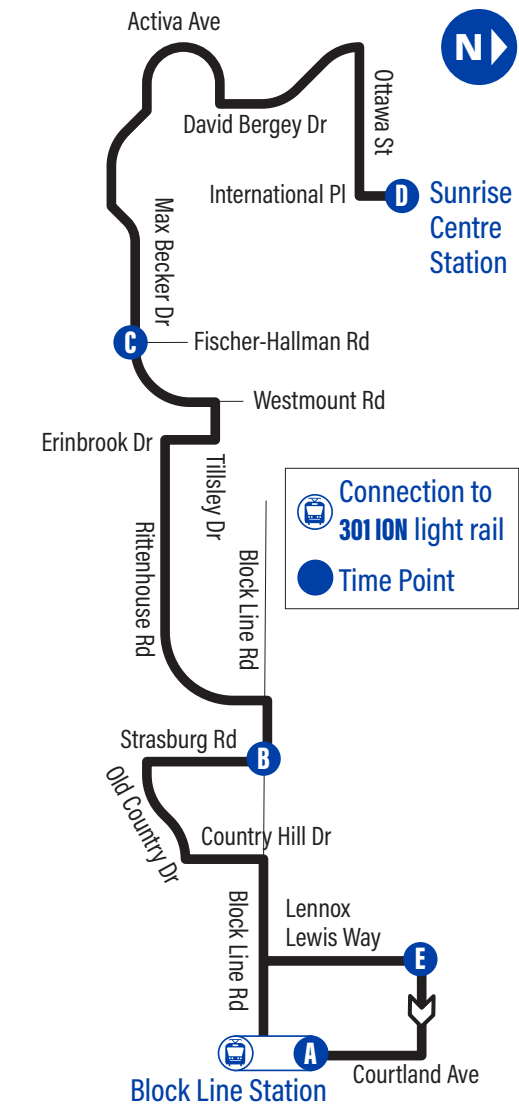 Activa Ave
N
Ottawa St
David Bergey Dr
International Pl
D
Sunrise
Centre
Station
Max Becker Dr
C
Fischer-Hallman Rd
Westmount Rd
Erinbrook Dr
Tillsley Dr
Connection to
301 ION light rail
Time Point
Rittenhouse Rd
Block Line Rd
Strasburg Rd
B
Old Country Dr
Country Hill Dr
Block Line Rd
Lennox
Lewis Way
E
A
Courtland Ave
Block Line Station